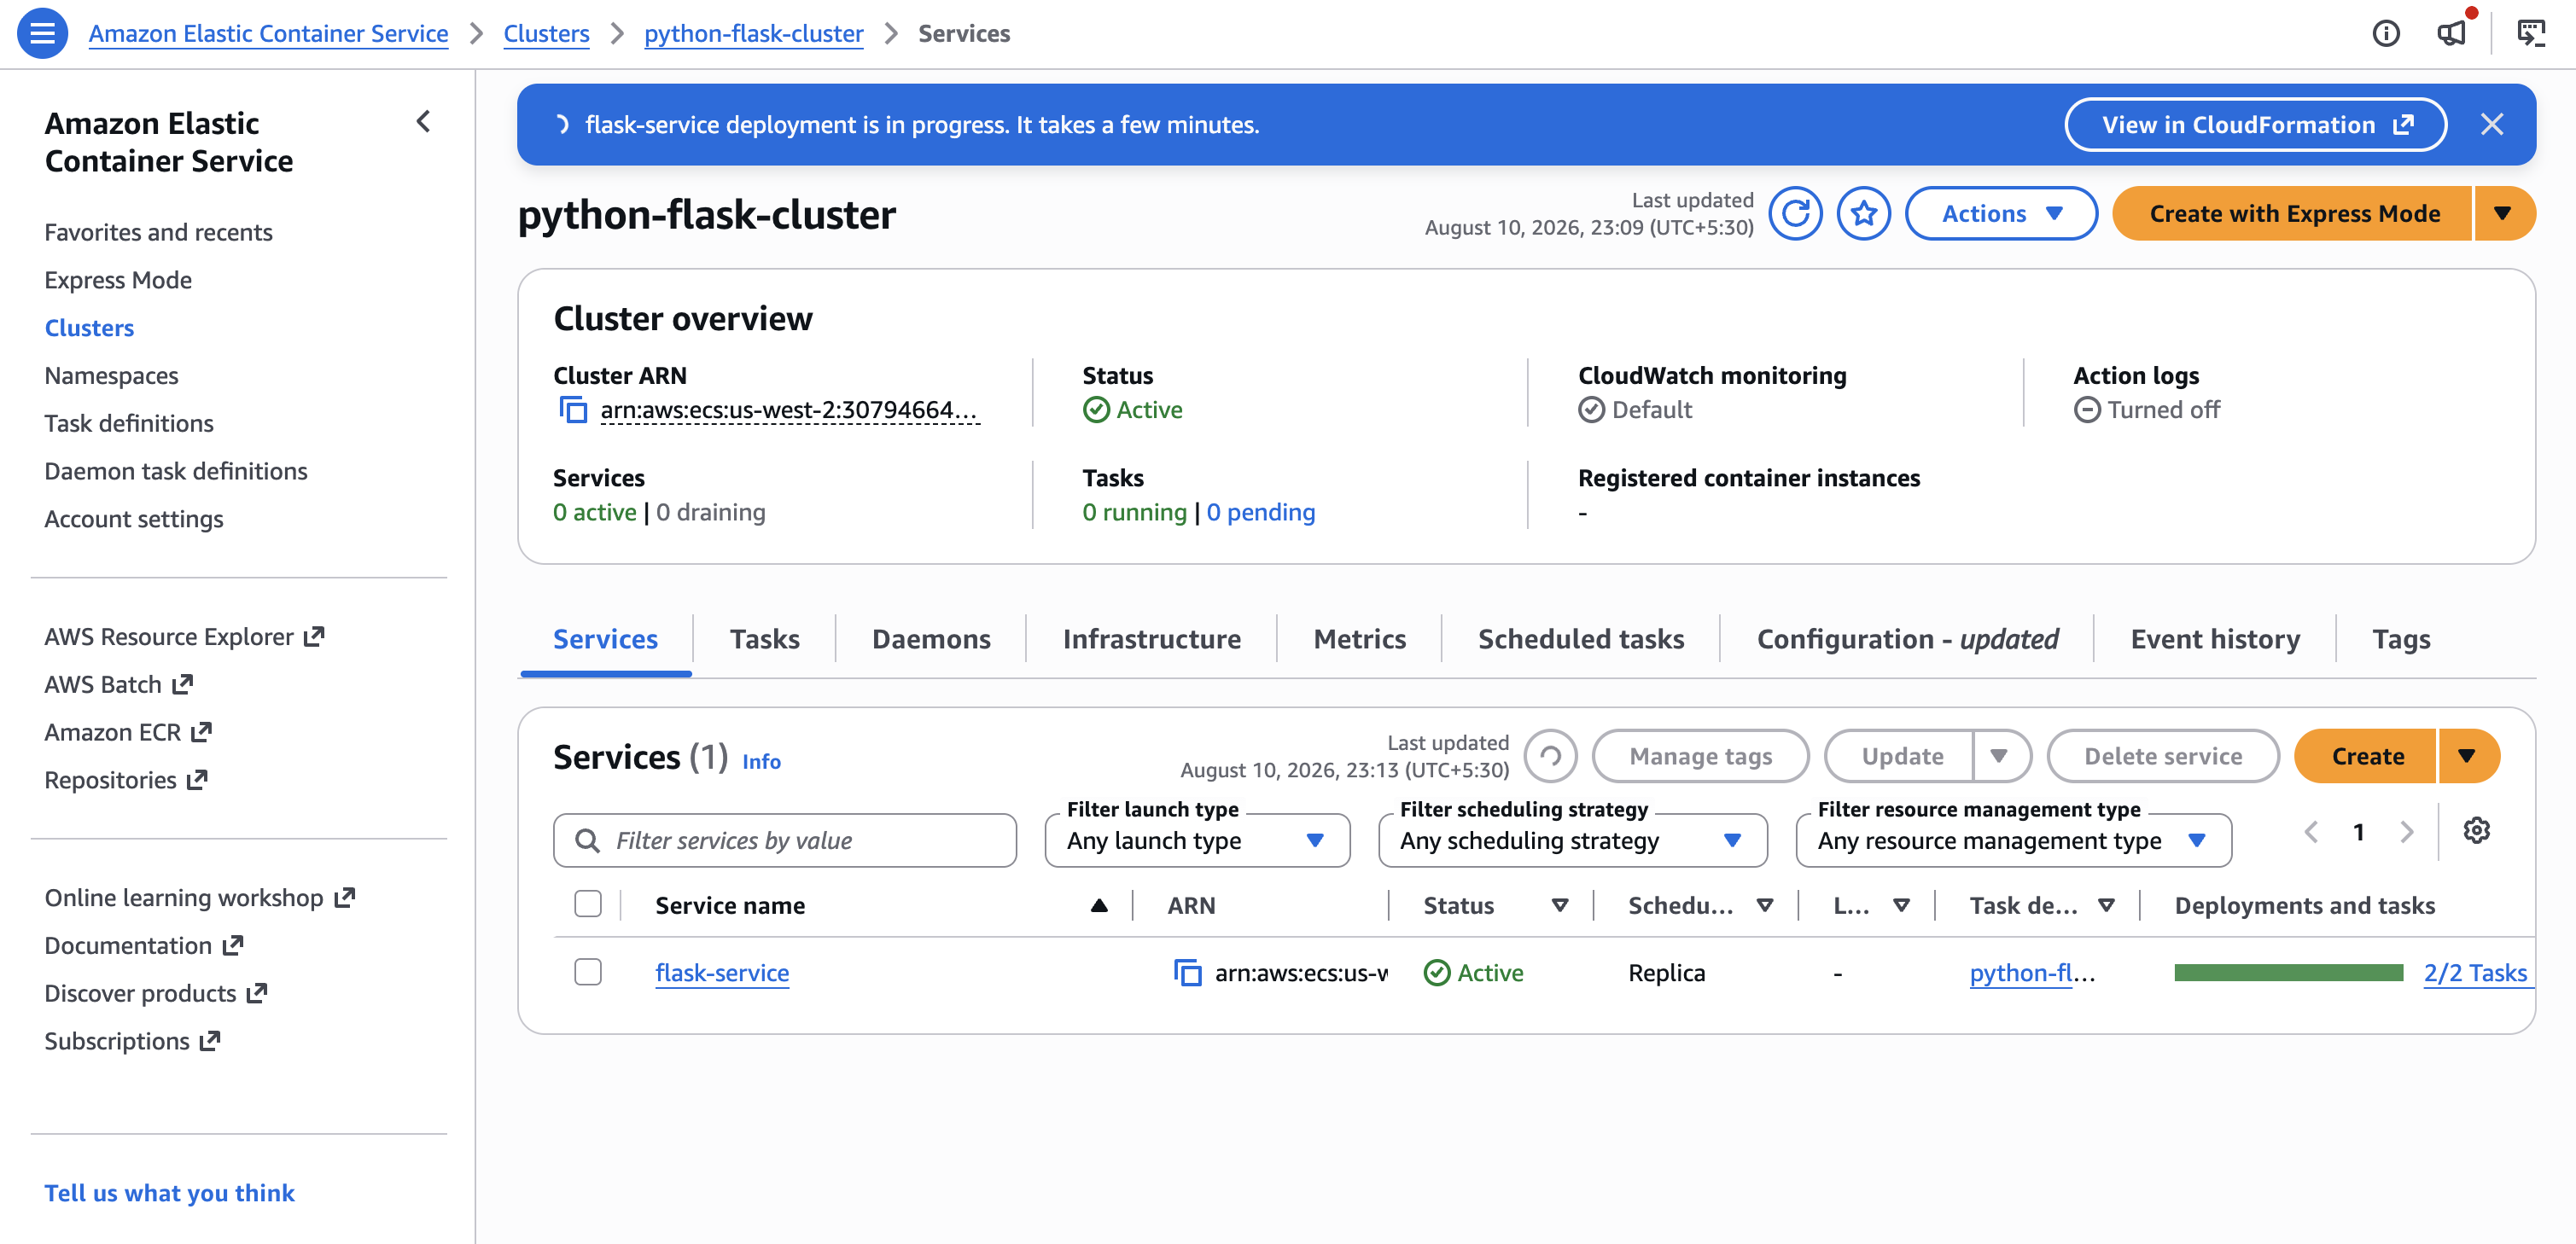 Amazon Elastic Container Service > Clusters > python-flask-cluster > Services
Amazon Elastic
Container Service
Favorites and recents
Express Mode
Clusters
Namespaces
Task definitions
Daemon task definitions
Account settings
AWS Resource Explorer
AWS Batch
Amazon ECR
Repositories
Online learning workshop
Documentation
Discover products
Subscriptions
Tell us what you think
flask-service deployment is in progress. It takes a few minutes.
View in CloudFormation
python-flask-cluster
Last updated
August 10, 2026, 23:09 (UTC+5:30)
Actions
Create with Express Mode
Cluster overview
Cluster ARN
arn:aws:ecs:us-west-2:30794664...
Status
Active
CloudWatch monitoring
Default
Action logs
Turned off
Services
0 active | 0 draining
Tasks
0 running | 0 pending
Registered container instances
-
Services
Tasks
Daemons
Infrastructure
Metrics
Scheduled tasks
Configuration - updated
Event history
Tags
Services (1) Info
Last updated
August 10, 2026, 23:13 (UTC+5:30)
Manage tags
Update
Delete service
Create
Filter services by value
Filter launch type
Any launch type
Filter scheduling strategy
Any scheduling strategy
Filter resource management type
Any resource management type
1
Service name
ARN
Status
Schedu...
L...
Task de...
Deployments and tasks
flask-service
arn:aws:ecs:us-w
Active
Replica
-
python-fl...
2/2 Tasks